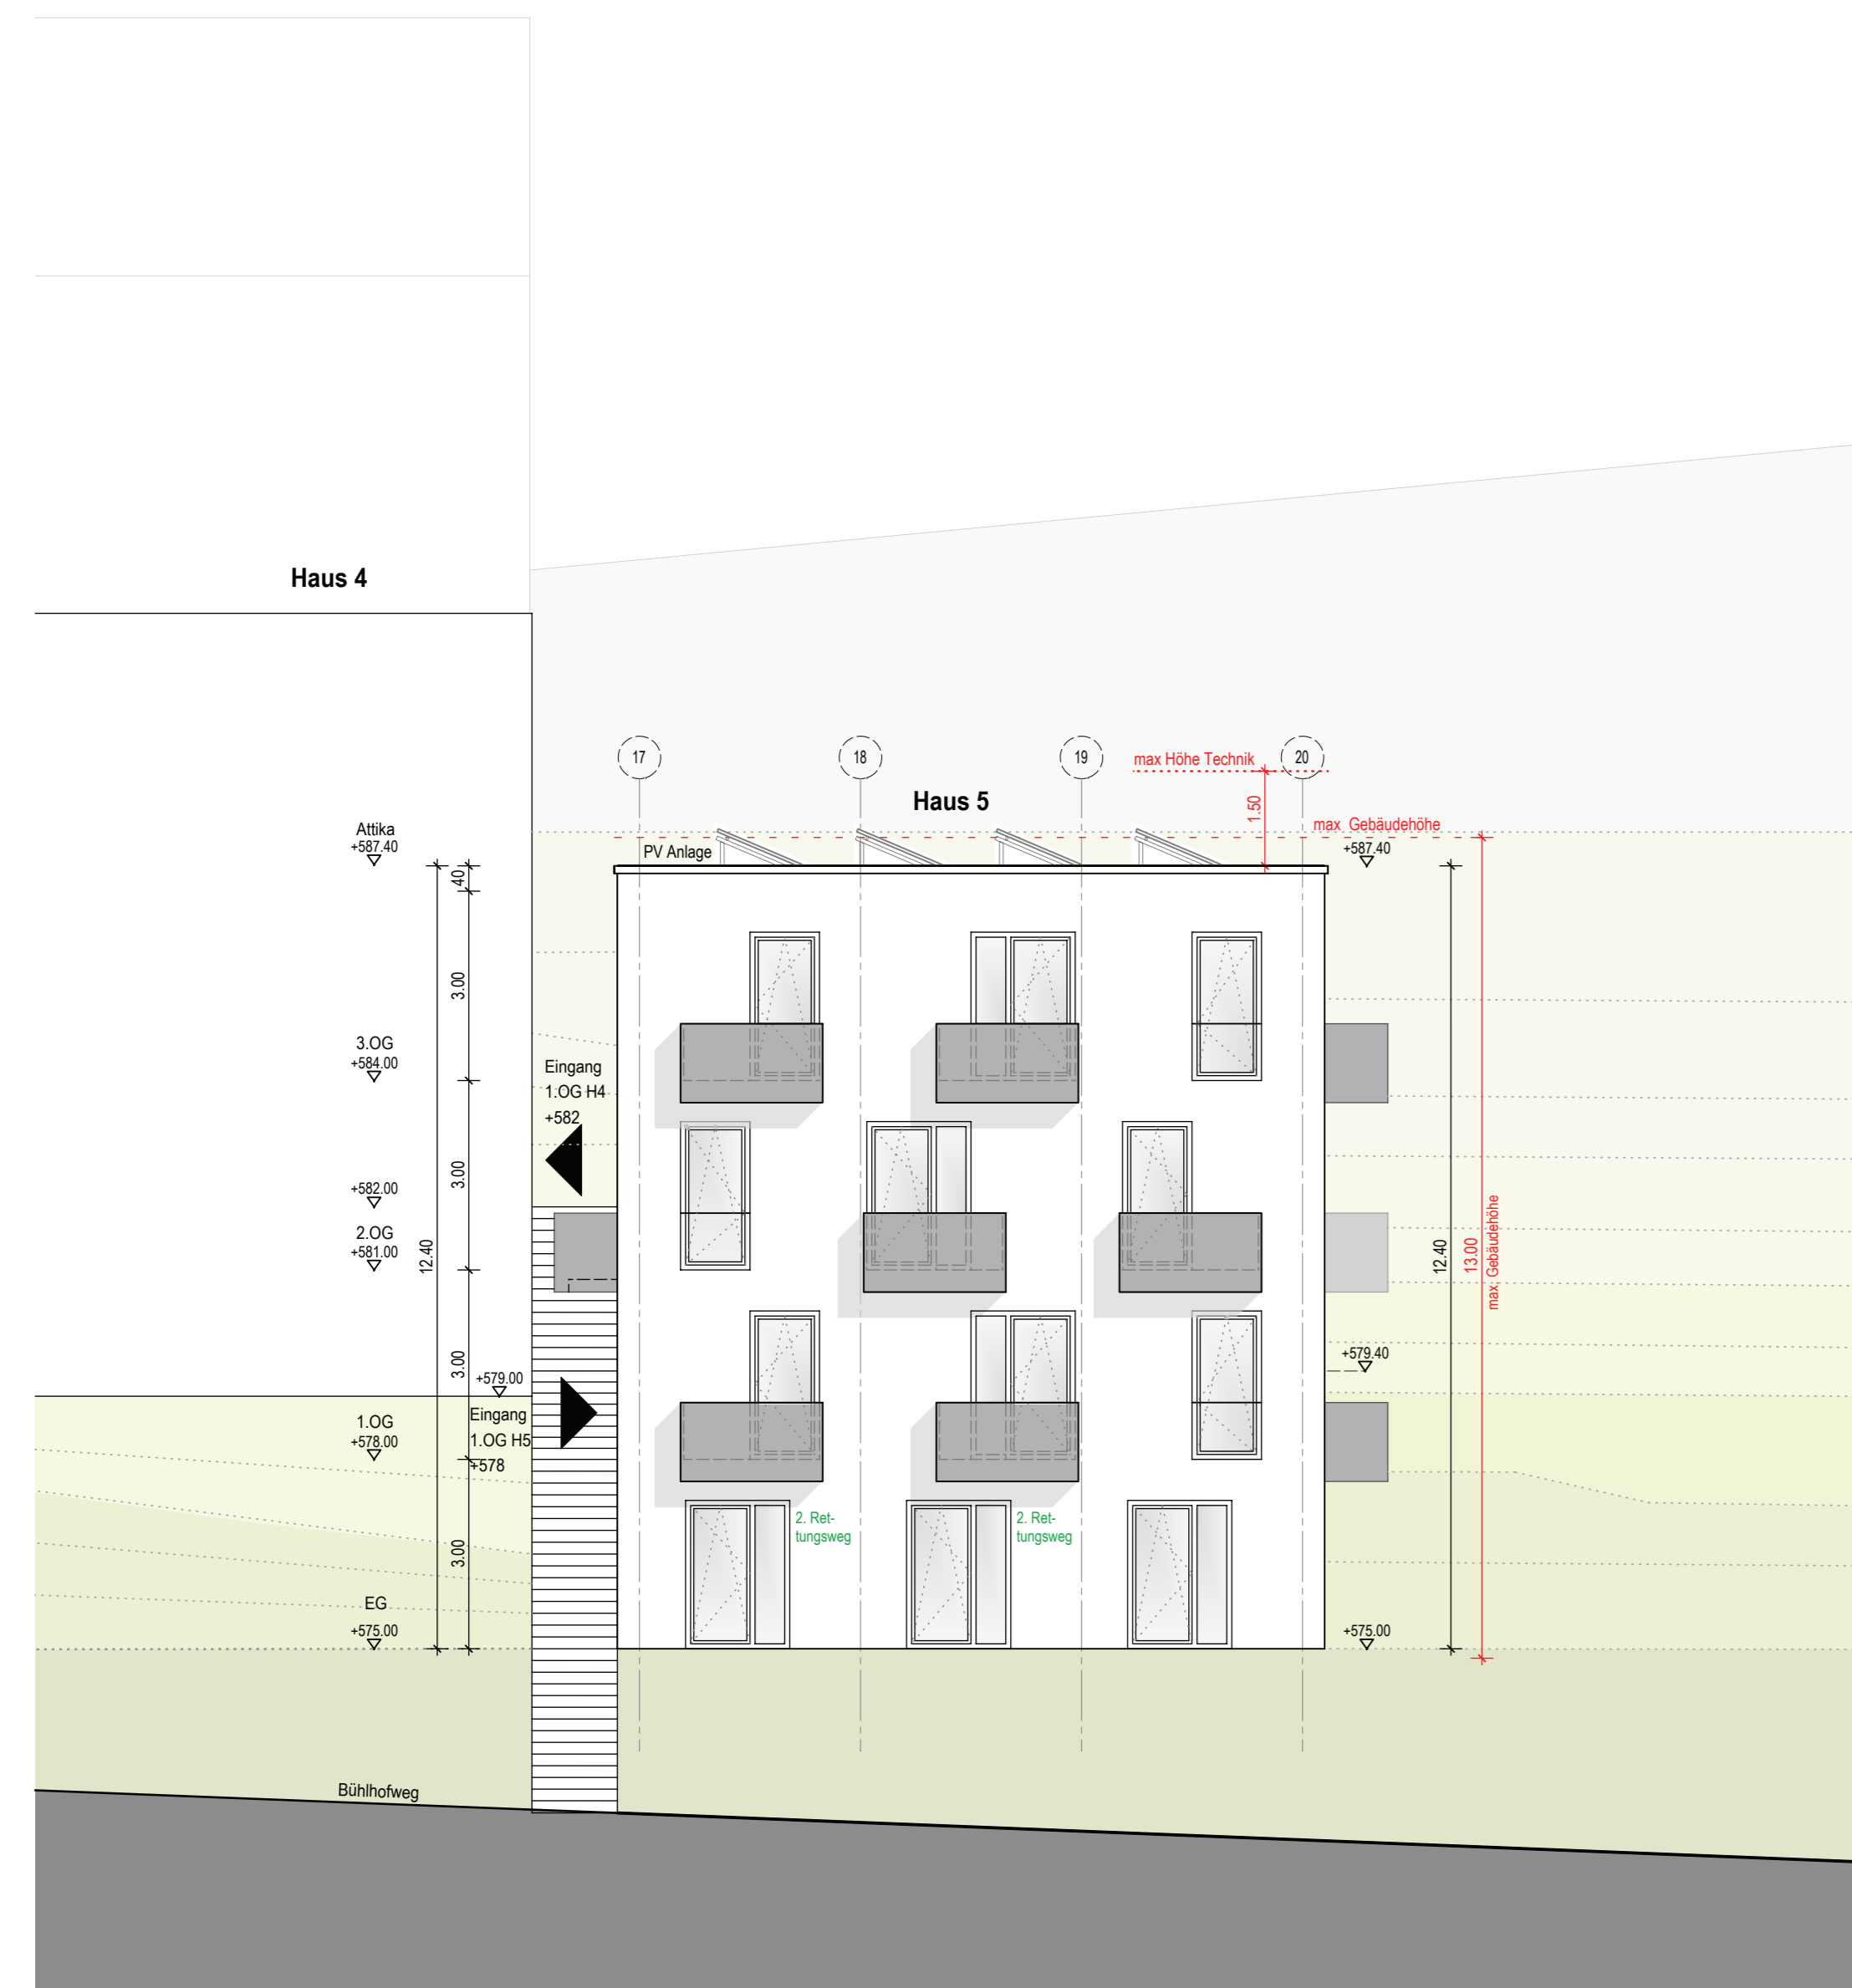 Haus 4
17
18
19
20
max Höhe Technik
1.50
Haus 5
max Gebäudehöhe
PV Anlage
Attika
+587.40
+587.40
40
3.00
3.OG
+584.00
Eingang
1.OG H4
+582
3.00
+582.00
2.OG
+581.00
12.40
12.40
13.00
max Gebäudehöhe
3.00
+579.40
+579.00
Eingang
1.OG H5
+578
1.OG
+578.00
2. Ret-
tungsweg
2. Ret-
tungsweg
3.00
EG
+575.00
+575.00
Bühlhofweg